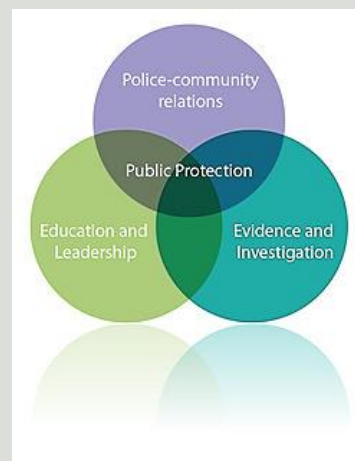 Police-community
relations
Public Protection
Education and
Leadership
Evidence and
Investigation